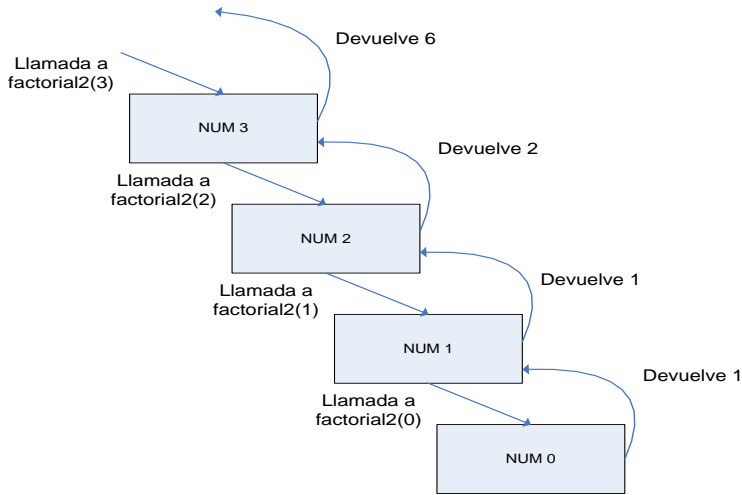 Devuelve 6
Llamada a
factorial2(3)
NUM 3
Devuelve 2
Llamada a
factorial2(2)
NUM 2
Devuelve 1
Llamada a
factorial2(1)
NUM 1
Devuelve 1
Llamada a
factorial2(0)
NUM 0